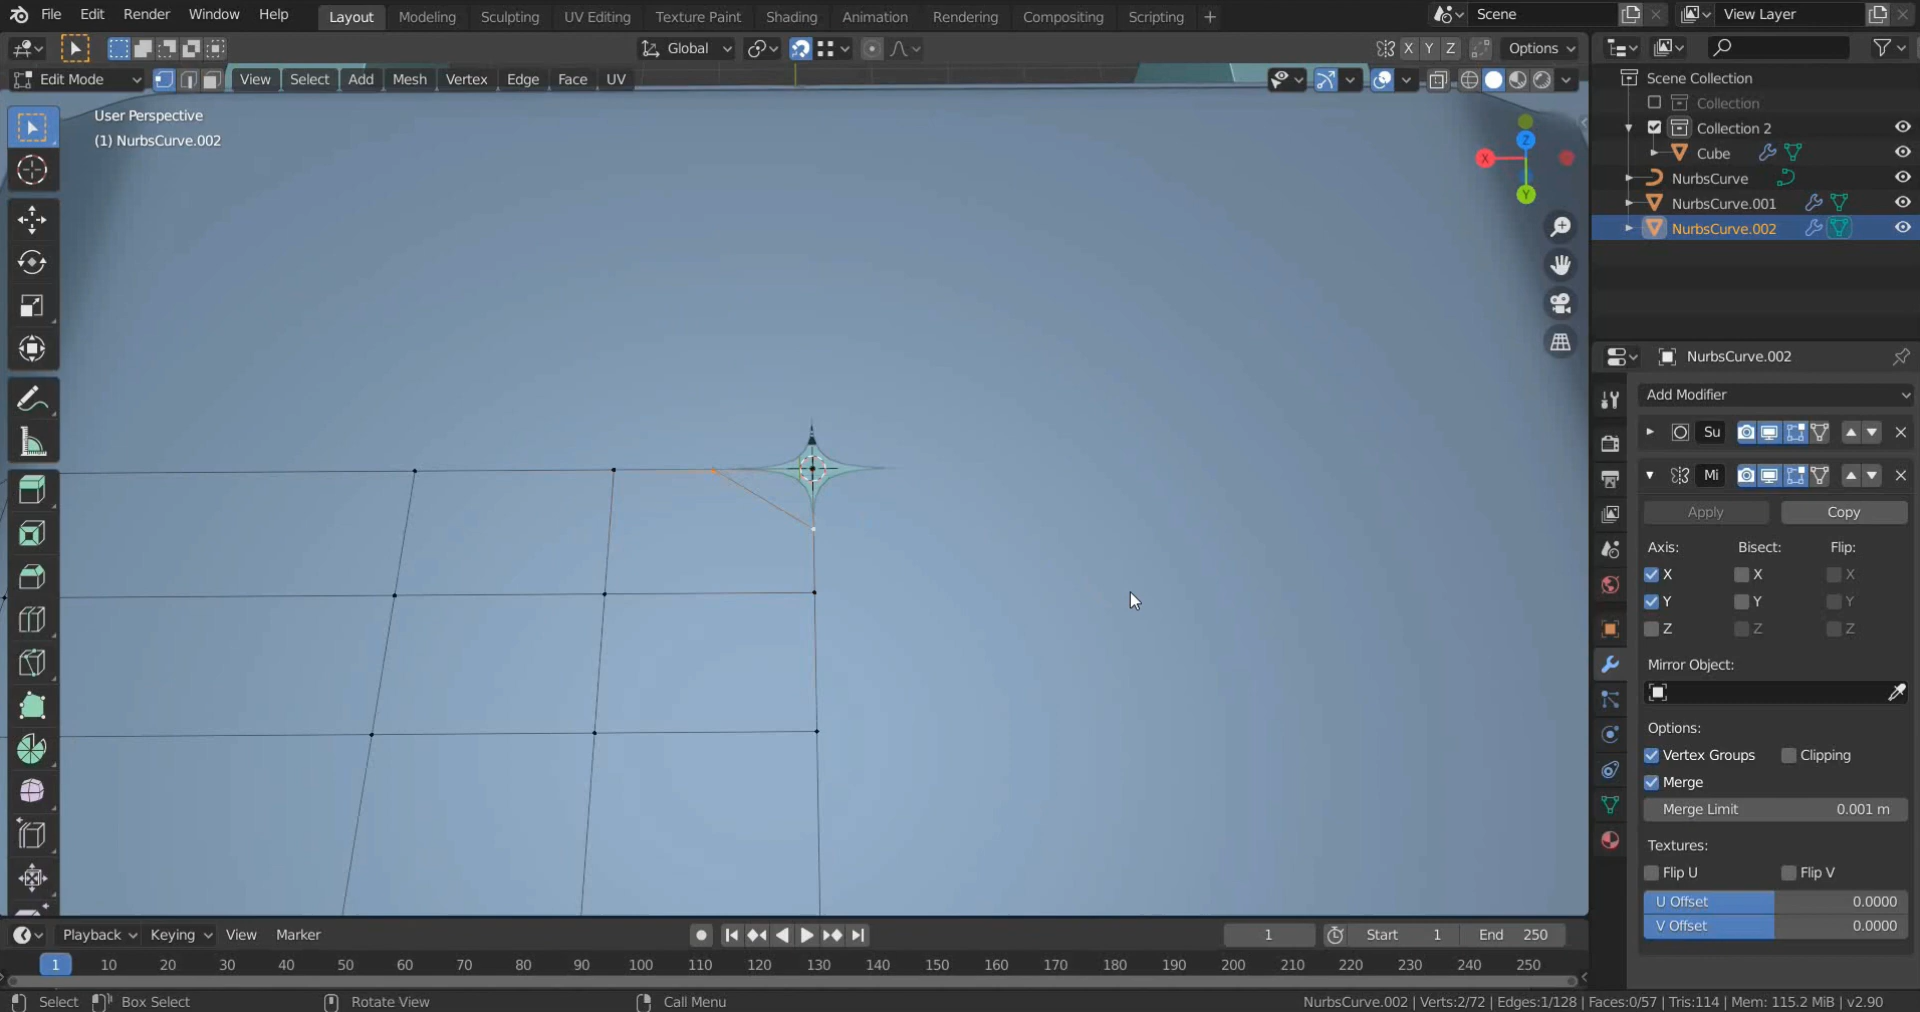 File Edit Render Window Help Layout Modeling Sculpting UV Editing Texture Paint Shading Animation Rendering Compositing Scripting + Scene View Layer
Global X Y Z Options
Edit Mode View Select Add Mesh Vertex Edge Face UV
User Perspective
(1) NurbsCurve.002
X
Y
Z
Scene Collection
Collection
Collection 2
Cube
NurbsCurve
NurbsCurve.001
NurbsCurve.002
NurbsCurve.002
Add Modifier
Su
Mi
Apply Copy
Axis: Bisect: Flip:
X X X
Y Y Y
Z Z Z
Mirror Object:
Options:
Vertex Groups Clipping
Merge
Merge Limit 0.001 m
Textures:
Flip U Flip V
U Offset 0.0000
V Offset 0.0000
Playback Keying View Marker 1 Start 1 End 250
1 10 20 30 40 50 60 70 80 90 100 110 120 130 140 150 160 170 180 190 200 210 220 230 240 250
Select Box Select Rotate View Call Menu NurbsCurve.002 | Verts:2/72 | Edges:1/128 | Faces:0/57 | Tris:114 | Mem: 115.2 MiB | v2.90